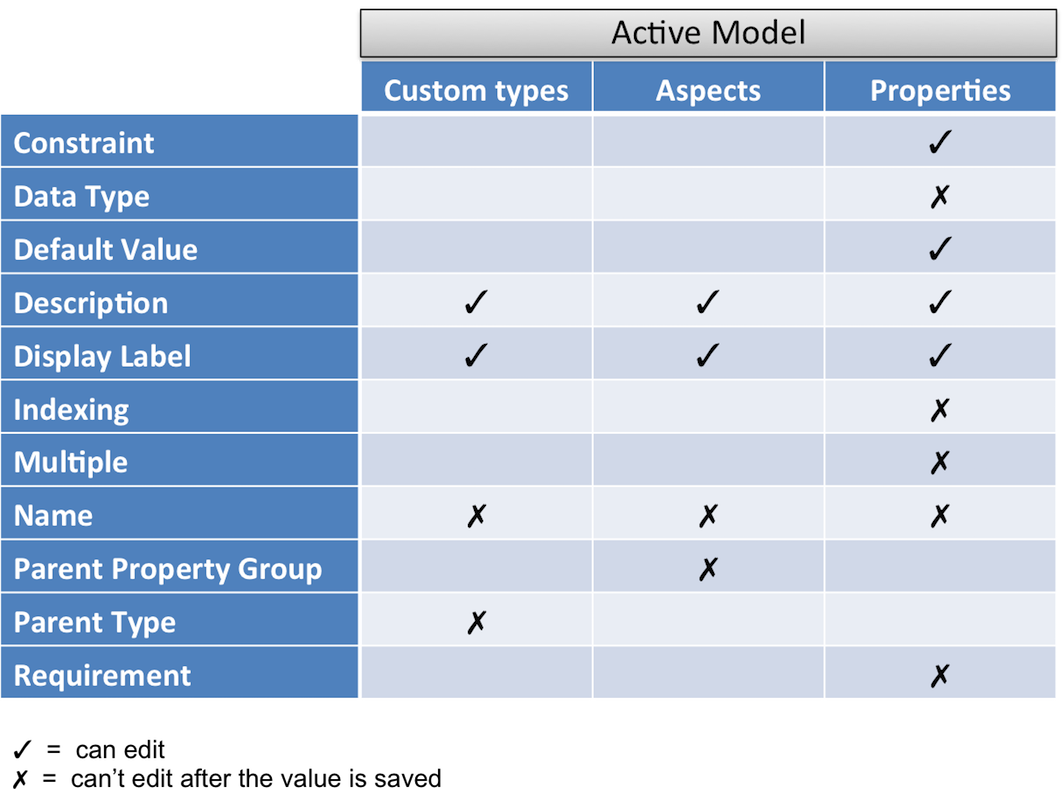 Active Model
Custom types Aspects Properties
Constraint ✓
Data Type ✗
Default Value ✓
Description ✓ ✓ ✓
Display Label ✓ ✓ ✓
Indexing ✗
Multiple ✗
Name ✗ ✗ ✗
Parent Property Group ✗
Parent Type ✗
Requirement ✗
✓ = can edit
✗ = can't edit after the value is saved